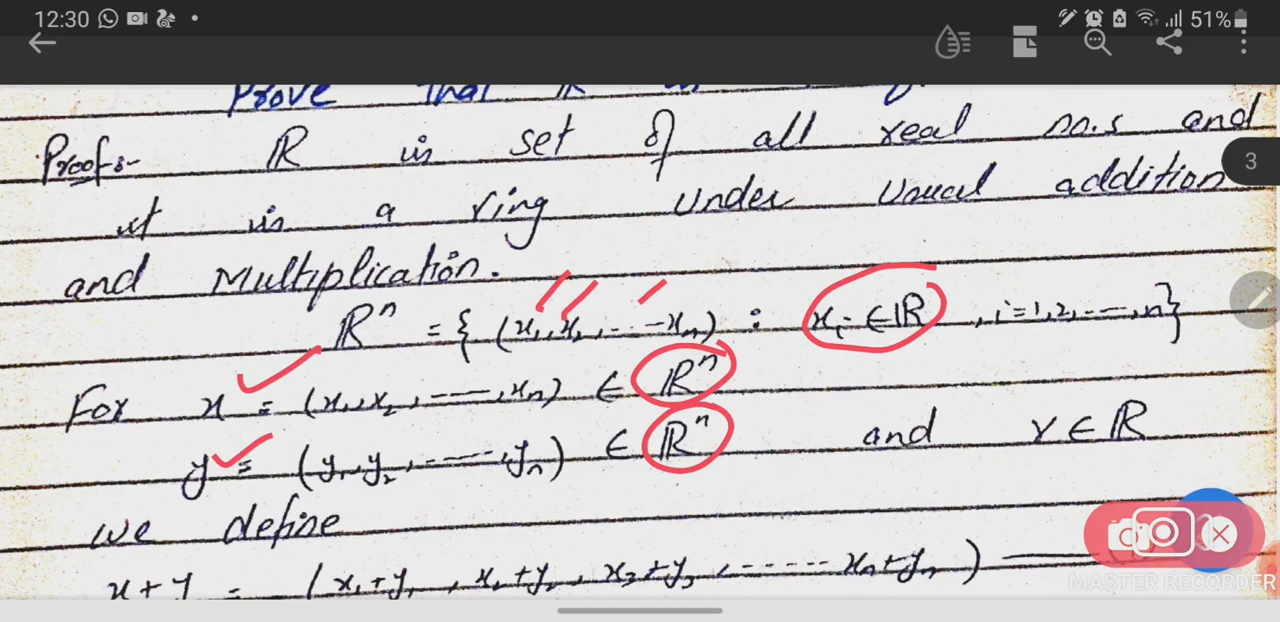 12:30
51%
Prove that
3
Proof:- R is set of all real no.s and
it is a ring under usual addition
and Multiplication.
ℝⁿ = { (x₁, x₂, ... -xₙ) : xᵢ ∈ ℝ , i = 1, 2, ---, n }
For x = (x₁, x₂, ----, xₙ) ∈ ℝⁿ
y = (y₁, y₂, ------, yₙ) ∈ ℝⁿ and r ∈ ℝ
we define
x + y = (x₁+y₁, x₂+y₂, x₃+y₃, ------ xₙ+yₙ)
MASTER RECORDER